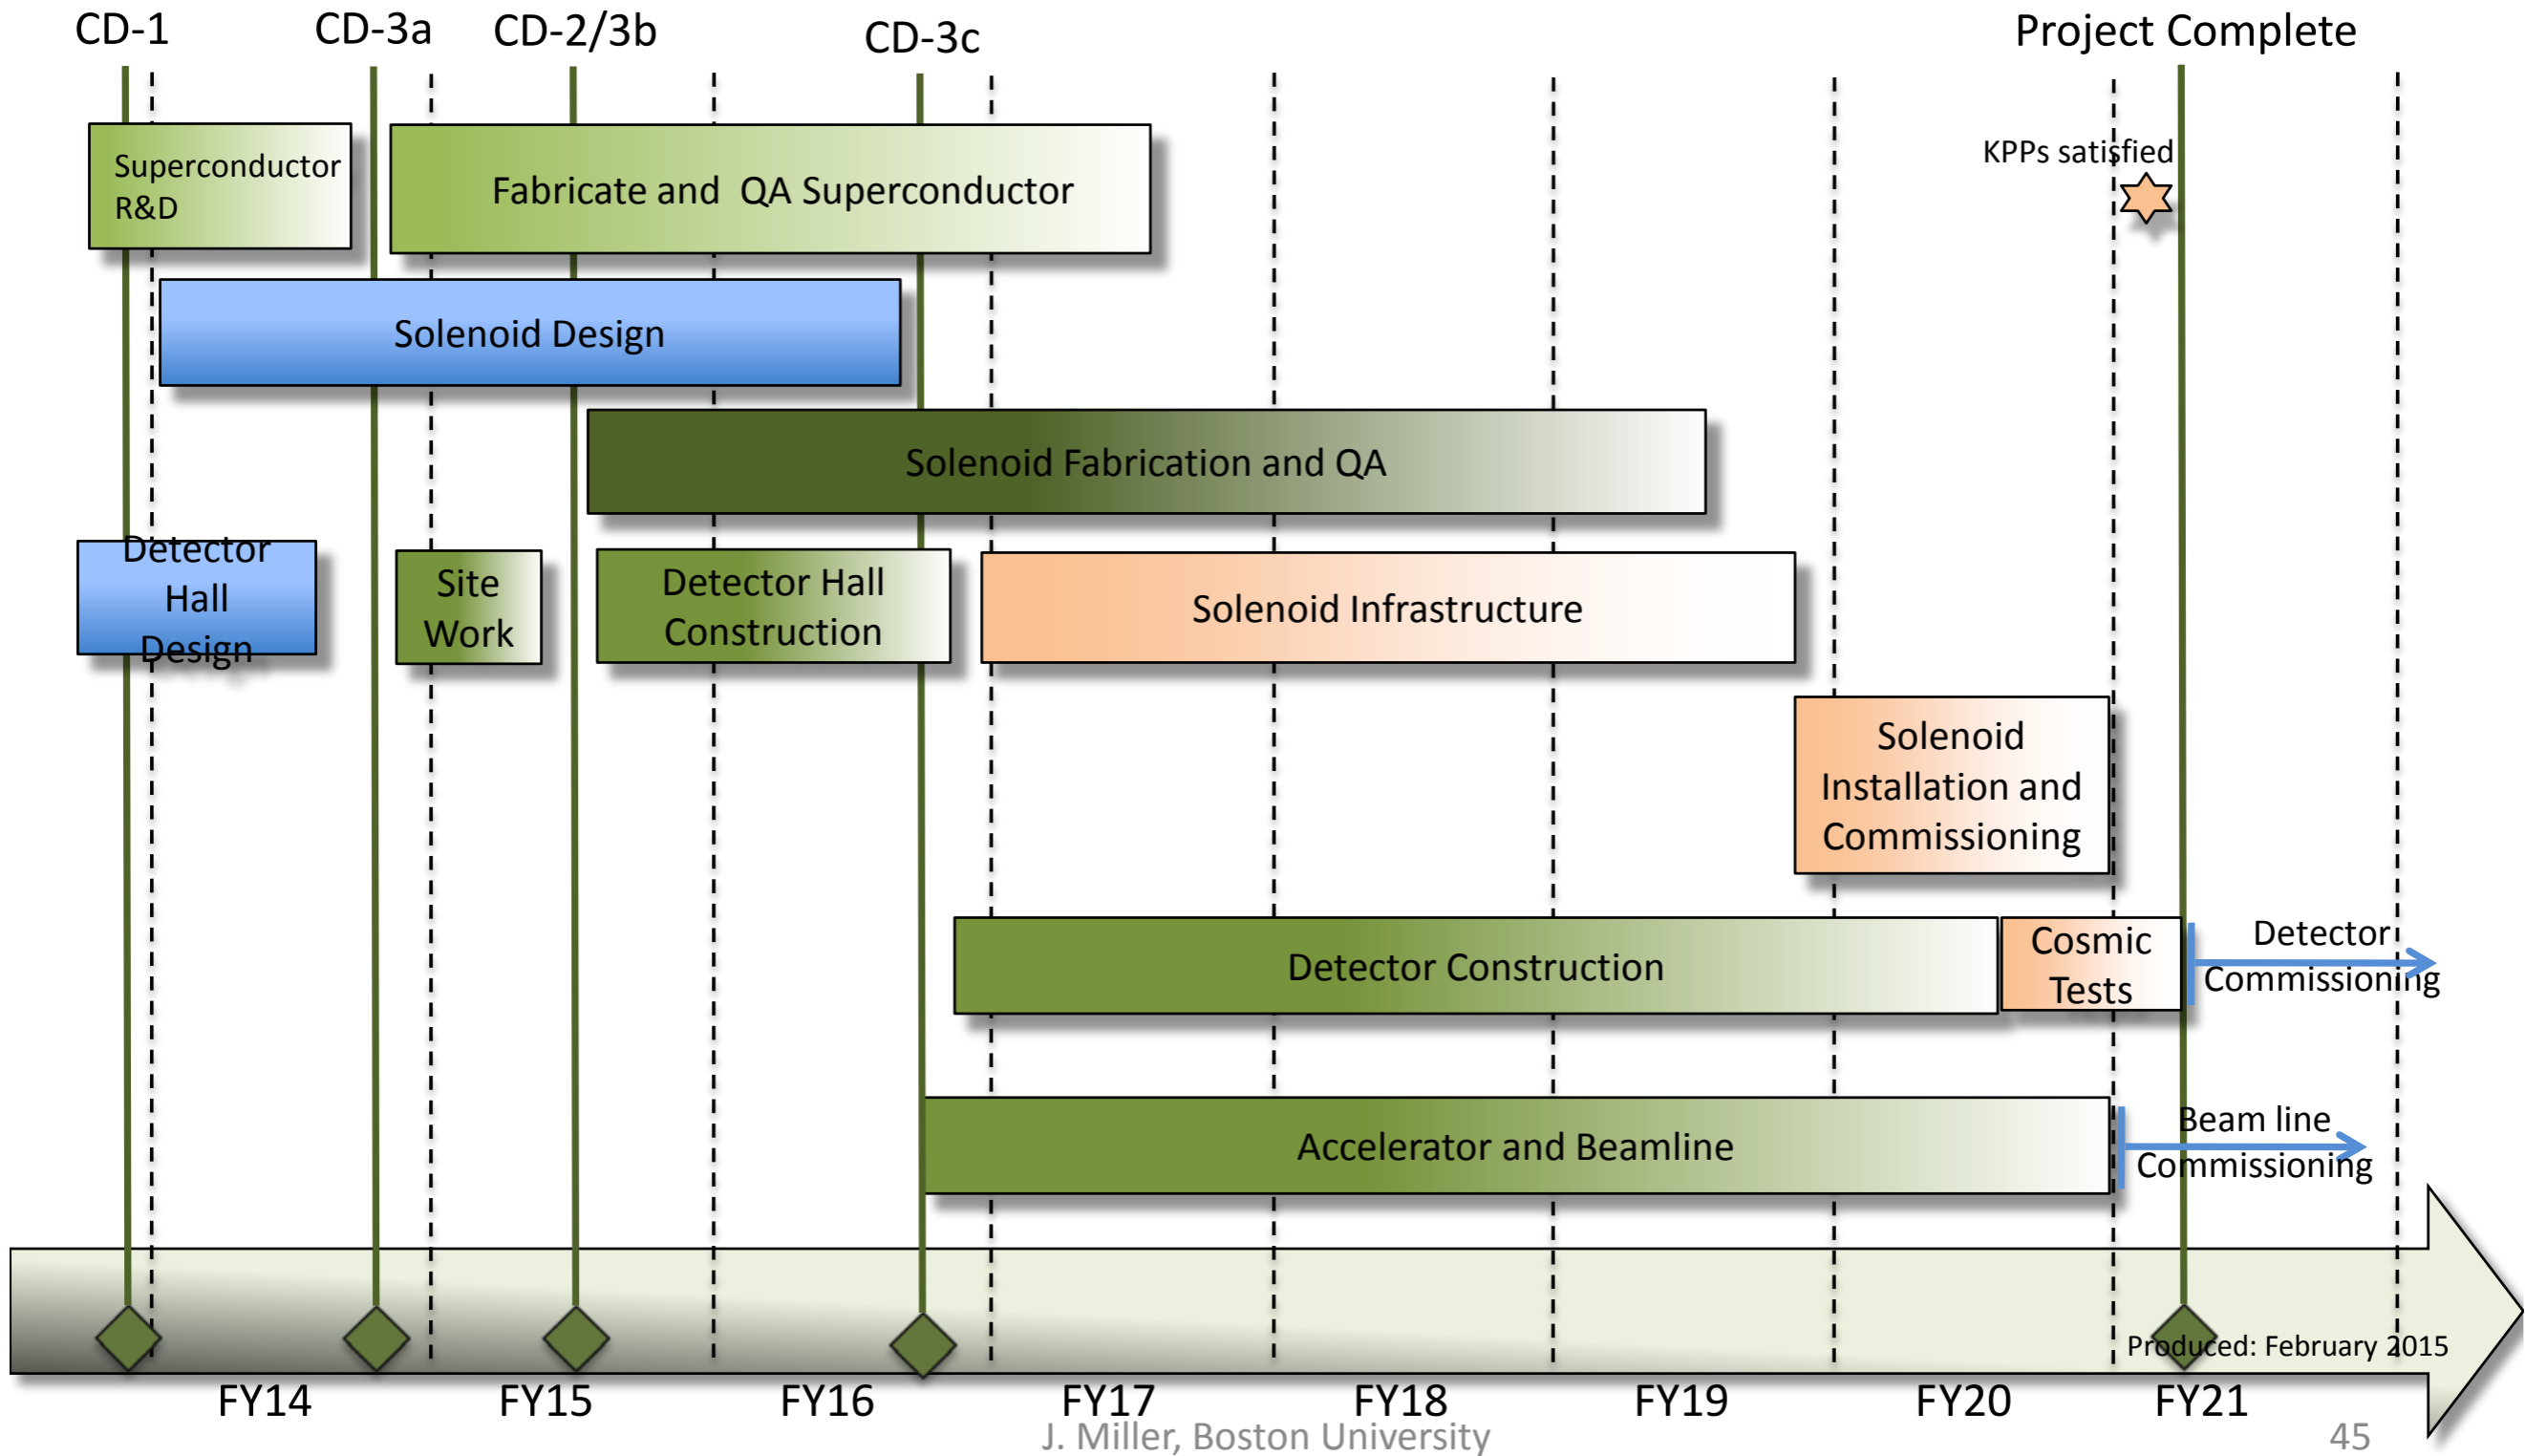 CD-1
CD-3a
CD-2/3b
CD-3c
Project Complete
Superconductor
R&D
Fabricate and QA Superconductor
KPPs satisfied
Solenoid Design
Solenoid Fabrication and QA
Detector
Hall
Design
Site
Work
Detector Hall
Construction
Solenoid Infrastructure
Solenoid
Installation and
Commissioning
Detector Construction
Cosmic
Tests
Detector
Commissioning
Accelerator and Beamline
Beam line
Commissioning
Produced: February 2015
FY14
FY15
FY16
FY17
FY18
FY19
FY20
FY21
J. Miller, Boston University
45